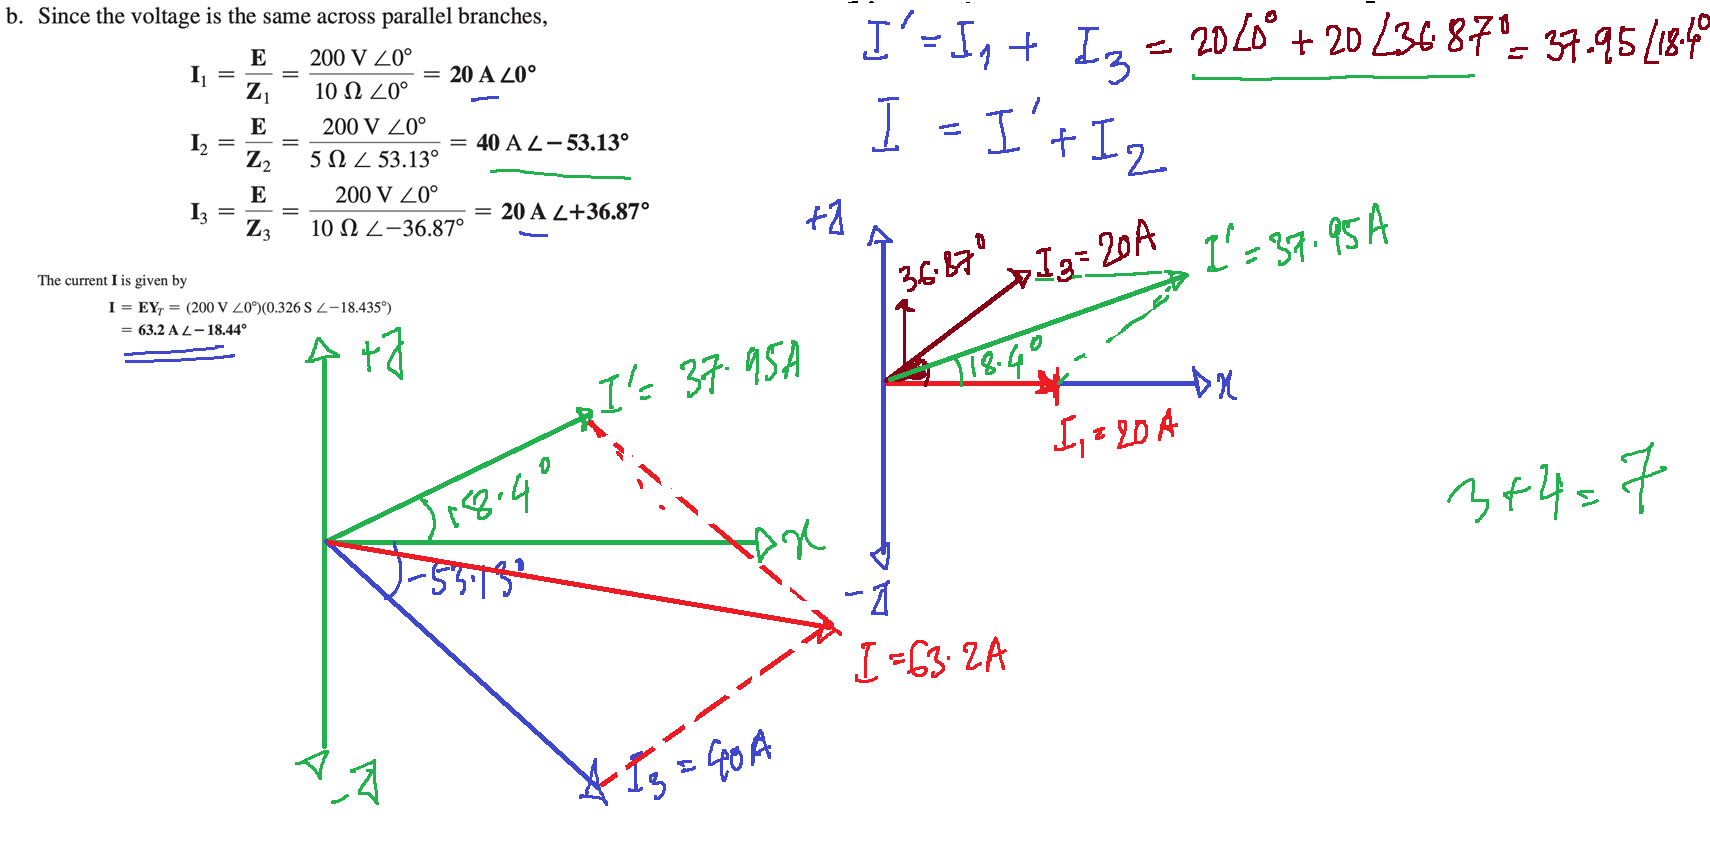 b. Since the voltage is the same across parallel branches,
I₁ = E/Z₁ = 200 V ∠0°/10 Ω ∠0° = 20 A ∠0°
I₂ = E/Z₂ = 200 V ∠0°/5 Ω ∠ 53.13° = 40 A ∠−53.13°
I₃ = E/Z₃ = 200 V ∠0°/10 Ω ∠−36.87° = 20 A ∠+36.87°
The current I is given by
I = EY_T = (200 V ∠0°)(0.326 S ∠−18.435°)
= 63.2 A ∠−18.44°
I' = I₁ + I₃ = 20∠0° + 20∠36.87° = 37.95∠18.4°
I = I' + I₂
+j
36.87°
I₃ = 20A
I' = 37.95A
18.4°
x
I₁ = 20A
-j
+j
I' = 37.95A
18.4°
x
-53.13°
I = 63.2A
I₃ = 40A
-j
3+4=7